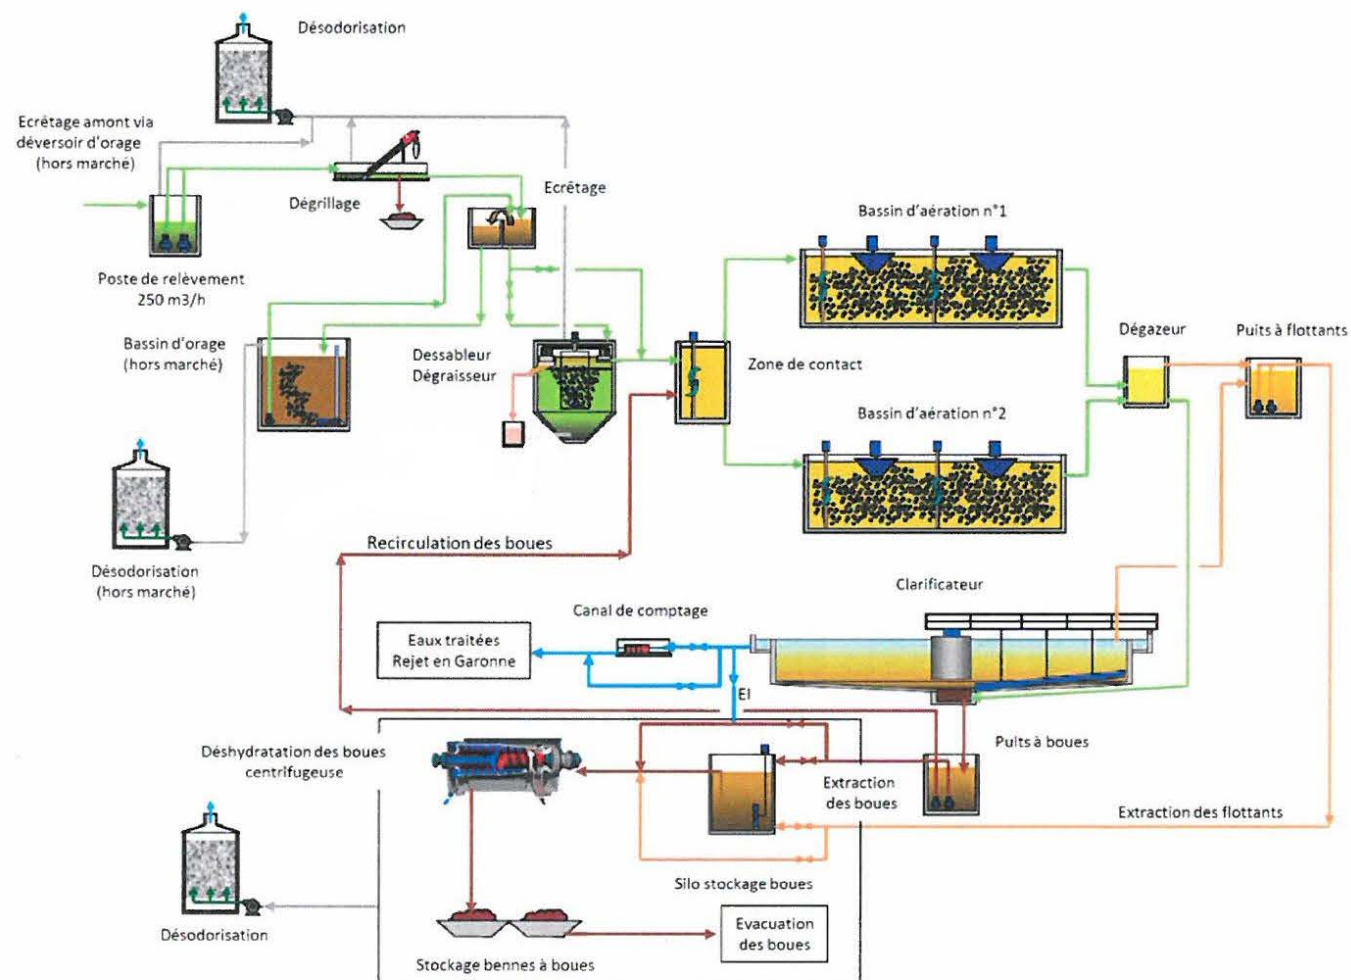 Désodorisation
Ecrêtage amont via
déversoir d'orage
(hors marché)
Dégrillage
Ecrêtage
Poste de relèvement
250 m3/h
Bassin d'aération n°1
Bassin d'orage
(hors marché)
Dessableur
Dégraisseur
Zone de contact
Dégazeur
Puits à flottants
Bassin d'aération n°2
Désodorisation
(hors marché)
Recirculation des boues
Canal de comptage
Clarificateur
Eaux traitées
Rejet en Garonne
EI
Puits à boues
Déshydratation des boues
centrifugeuse
Extraction
des boues
Extraction des flottants
Silo stockage boues
Désodorisation
Stockage bennes à boues
Evacuation
des boues